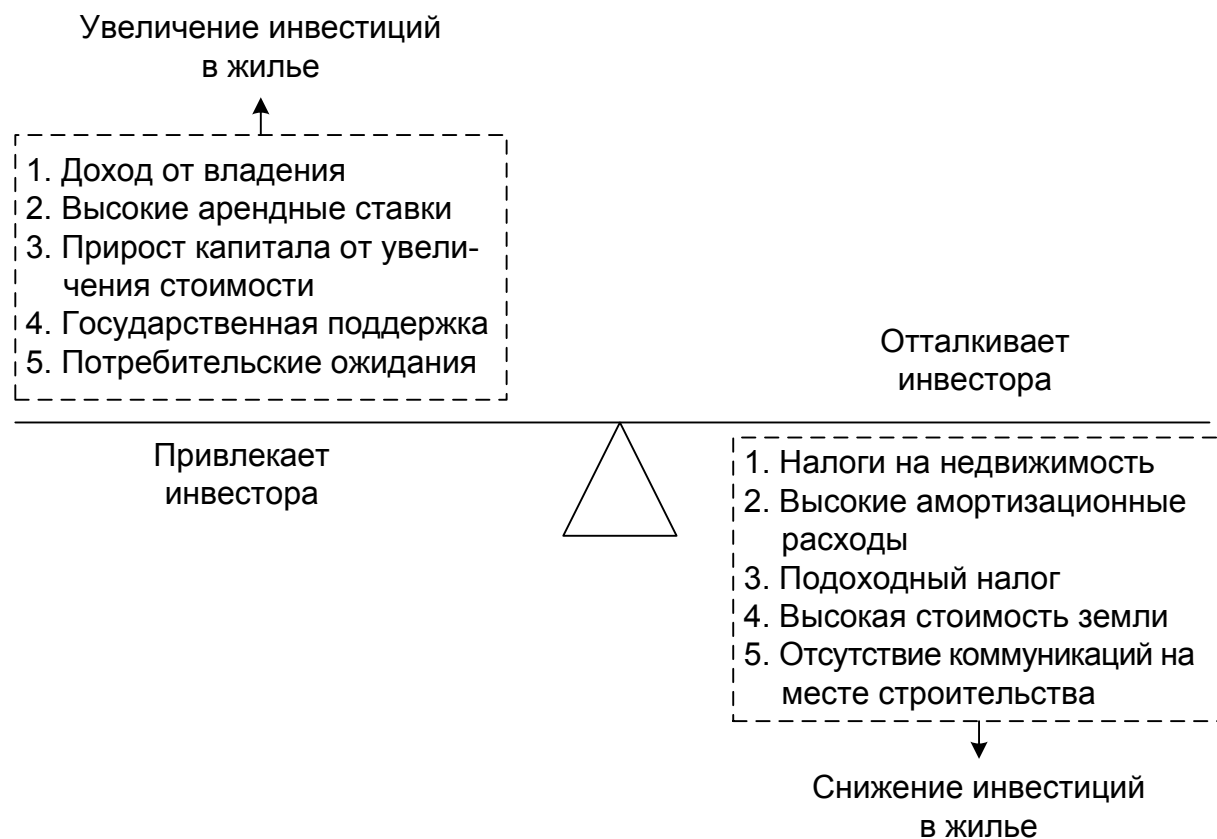 Увеличение инвестиций
в жилье
1. Доход от владения
2. Высокие арендные ставки
3. Прирост капитала от увели-
чения стоимости
4. Государственная поддержка
5. Потребительские ожидания
Привлекает
инвестора
Отталкивает
инвестора
1. Налоги на недвижимость
2. Высокие амортизационные
расходы
3. Подоходный налог
4. Высокая стоимость земли
5. Отсутствие коммуникаций на
месте строительства
Снижение инвестиций
в жилье